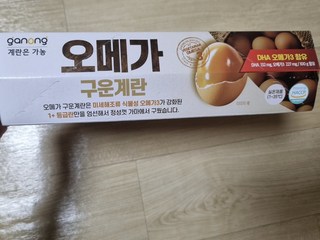 ganong
계란은 가농
오메가
구운계란
오메가 구운계란은 미세해조류 식물성 오메가3가 강화된
1+ 등급란만을 엄선해서 정성껏 가마에서 구웠습니다.
DHA 오메가3 함유
HACCP